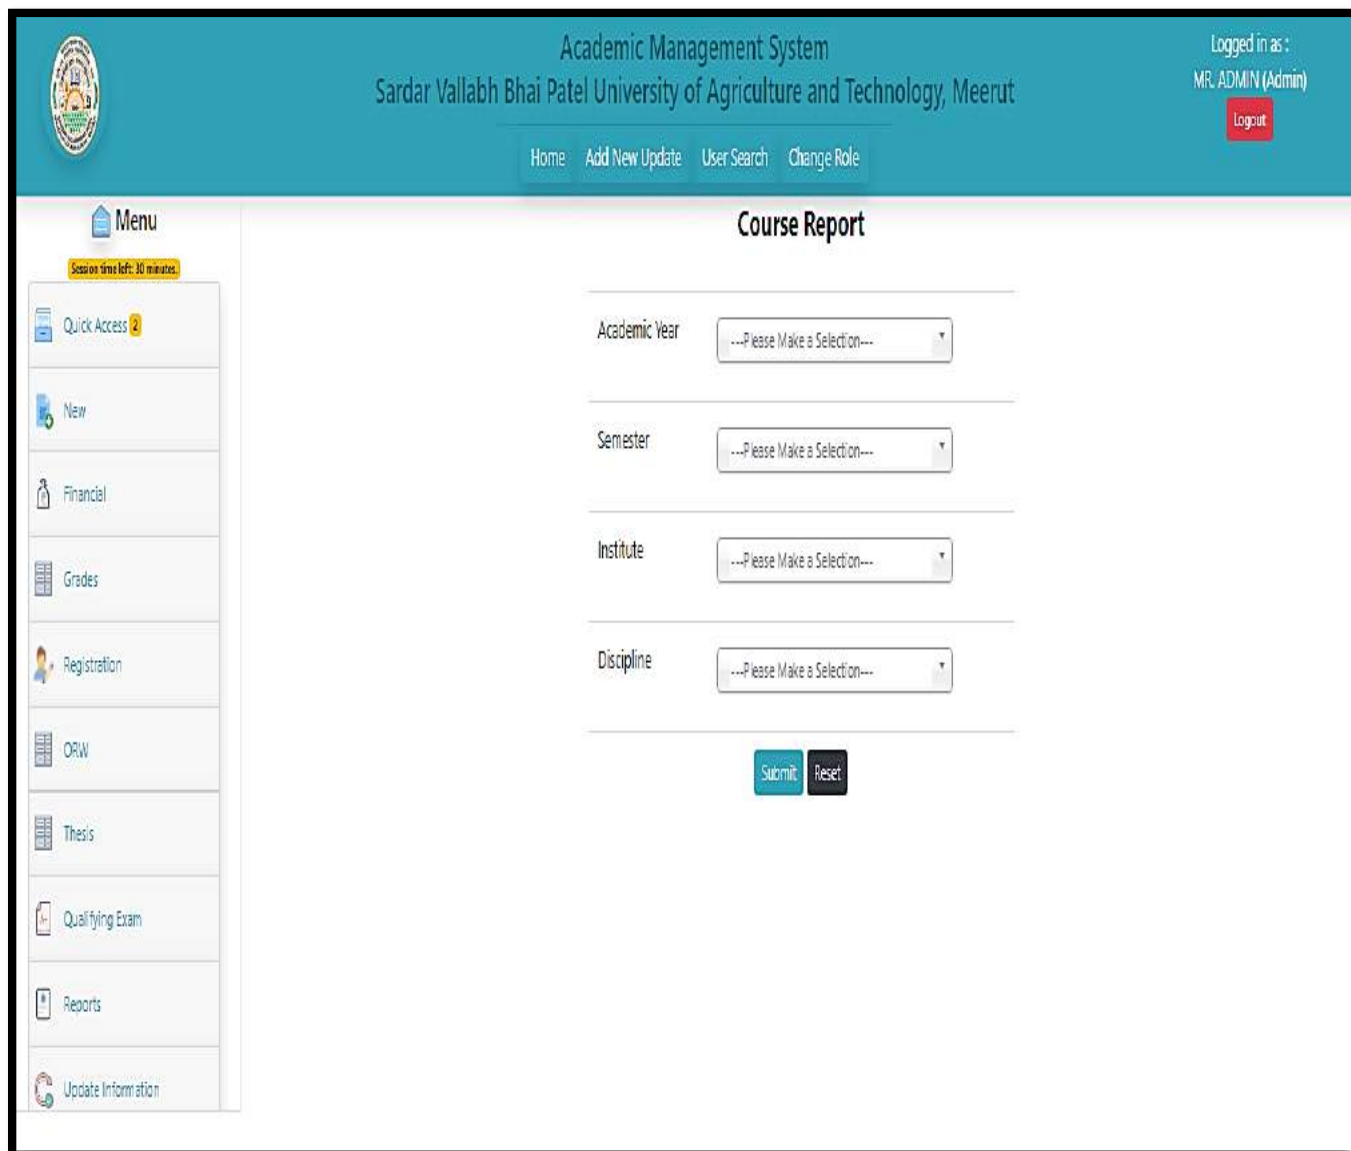 Academic Management System
Sardar Vallabh Bhai Patel University of Agriculture and Technology, Meerut
Logged in as :
MR. ADMIN (Admin)
Logout
Home Add New Update User Search Change Role
Menu
Session time left: 30 minutes.
Quick Access 2
New
Financial
Grades
Registration
ORW
Thesis
Qualifying Exam
Reports
Update Information
Course Report
Academic Year ---Please Make a Selection---
Semester ---Please Make a Selection---
Institute ---Please Make a Selection---
Discipline ---Please Make a Selection---
Submit Reset